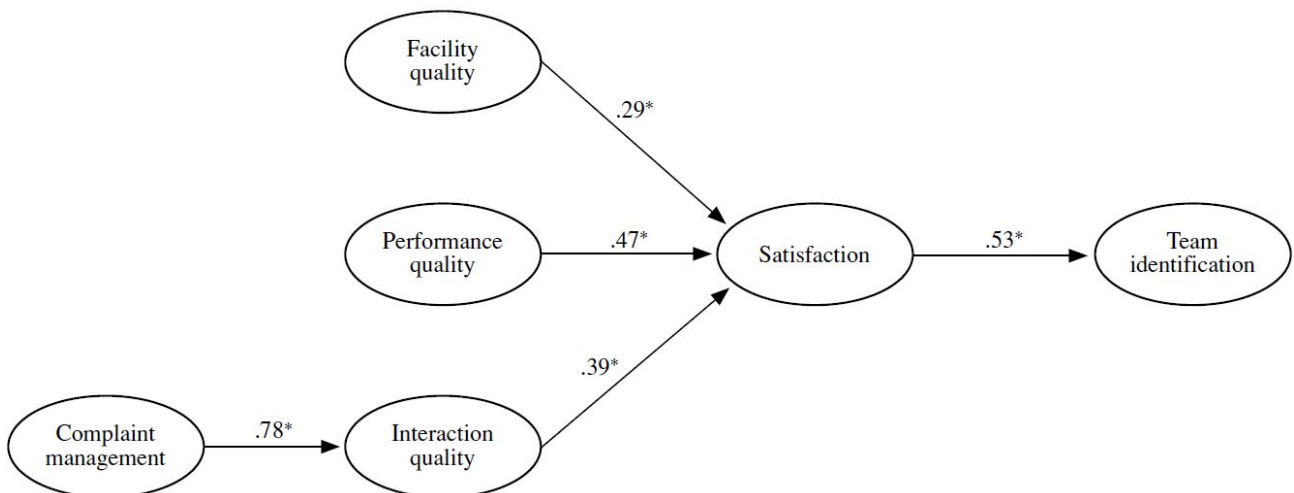 Facility
quality
.29*
Performance
quality
.47*
Satisfaction
.53*
Team
identification
.39*
Complaint
management
.78*
Interaction
quality